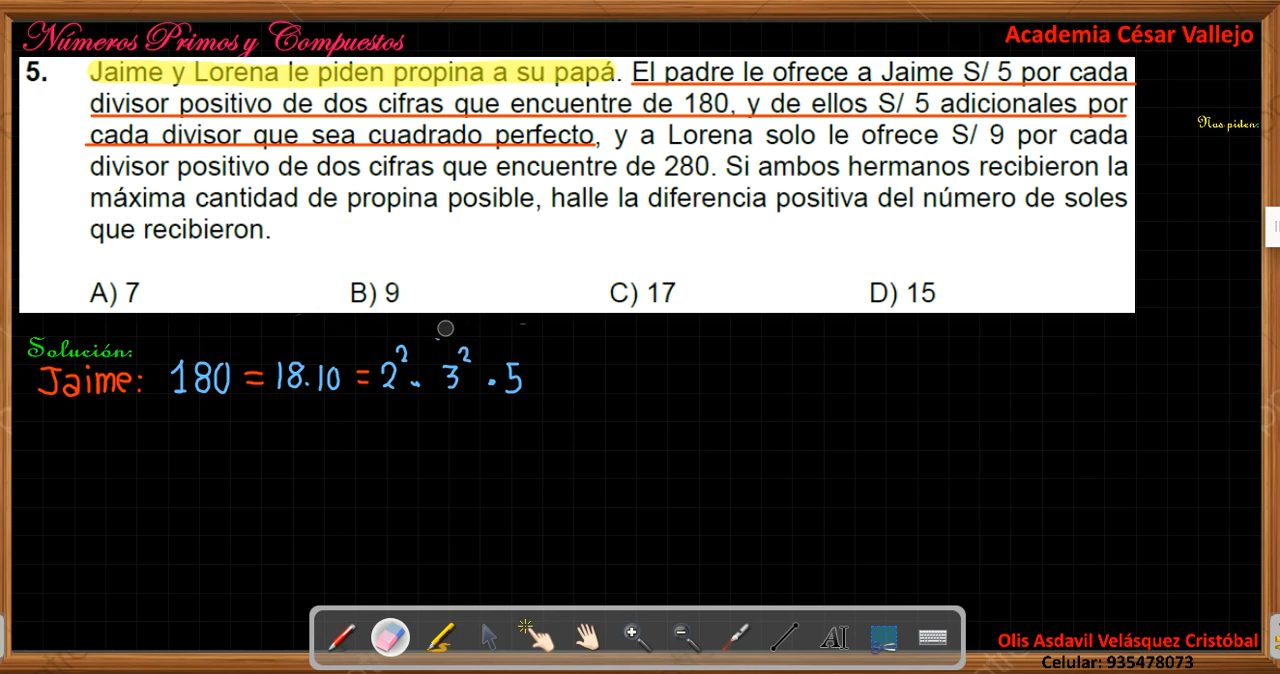 Números Primos y Compuestos
Academia César Vallejo
5. Jaime y Lorena le piden propina a su papá. El padre le ofrece a Jaime S/ 5 por cada
divisor positivo de dos cifras que encuentre de 180, y de ellos S/ 5 adicionales por
cada divisor que sea cuadrado perfecto, y a Lorena solo le ofrece S/ 9 por cada
divisor positivo de dos cifras que encuentre de 280. Si ambos hermanos recibieron la
máxima cantidad de propina posible, halle la diferencia positiva del número de soles
que recibieron.
Nos piden:
A) 7 B) 9 C) 17 D) 15
Solución:
Jaime: 180 = 18.10 = 2² . 3² . 5
AI
Olis Asdavil Velásquez Cristóbal
Celular: 935478073